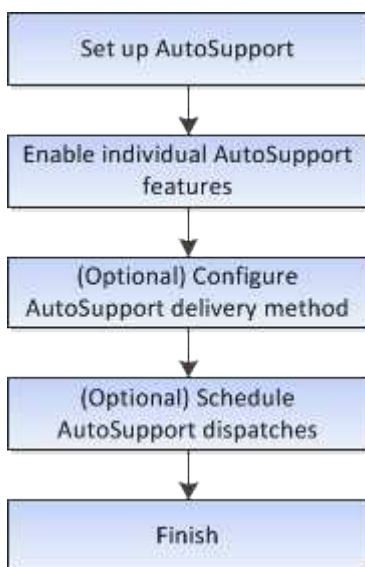 Set up AutoSupport
Enable individual AutoSupport
features
(Optional) Configure
AutoSupport delivery method
(Optional) Schedule
AutoSupport dispatches
Finish